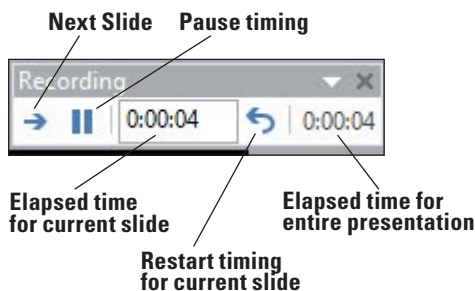 Next Slide Pause timing
Recording
0:00:04 0:00:04
Elapsed time
for current slide
Elapsed time for
entire presentation
Restart timing
for current slide